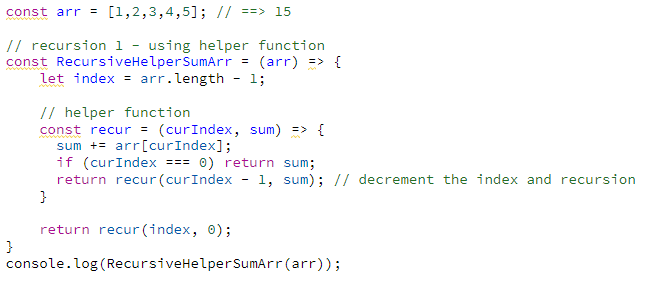 const arr = [1,2,3,4,5]; // ==> 15
// recursion 1 - using helper function
const RecursiveHelperSumArr = (arr) => {
let index = arr.length - 1;
// helper function
const recur = (curIndex, sum) => {
sum += arr[curIndex];
if (curIndex === 0) return sum;
return recur(curIndex - 1, sum); // decrement the index and recursion
}
return recur(index, 0);
}
console.log(RecursiveHelperSumArr(arr));